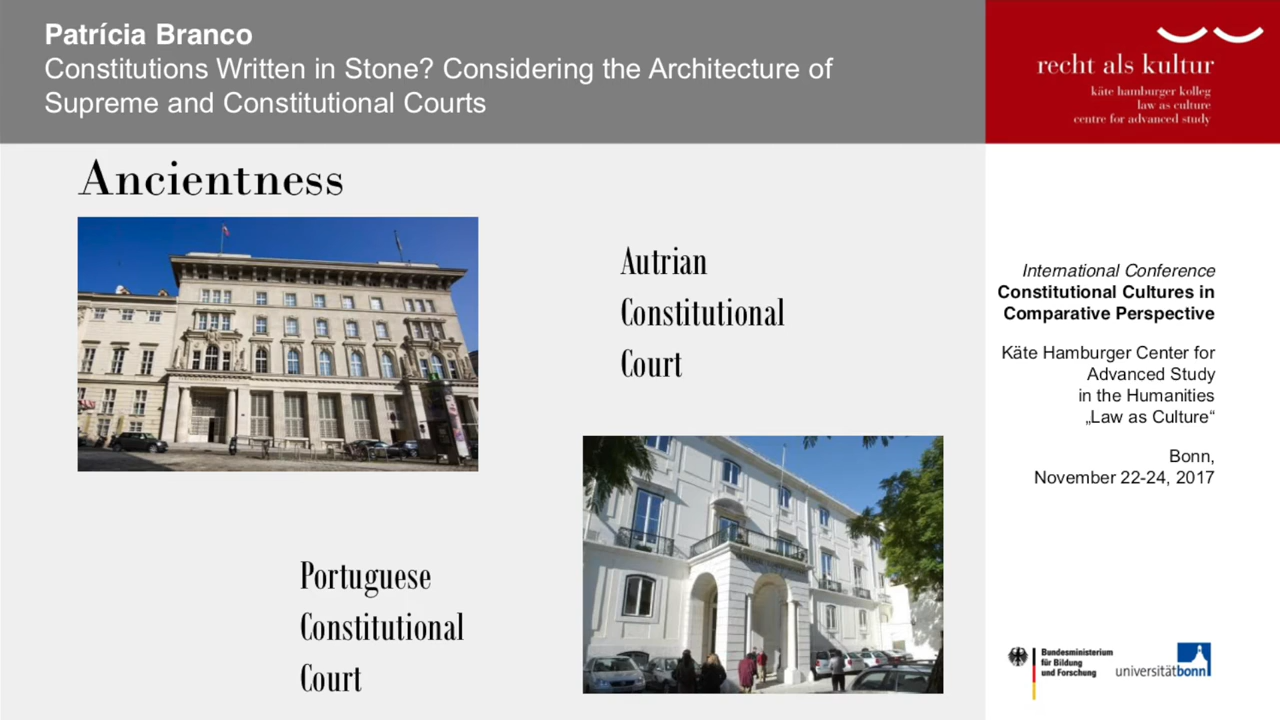 Patrícia Branco
Constitutions Written in Stone? Considering the Architecture of
Supreme and Constitutional Courts
recht als kultur
käte hamburger kolleg
law as culture
centre for advanced study
Ancientness
Autrian
Constitutional
Court
Portuguese
Constitutional
Court
International Conference
Constitutional Cultures in
Comparative Perspective
Käte Hamburger Center for
Advanced Study
in the Humanities
„Law as Culture“
Bonn,
November 22-24, 2017
Bundesministerium
für Bildung
und Forschung
universitätbonn